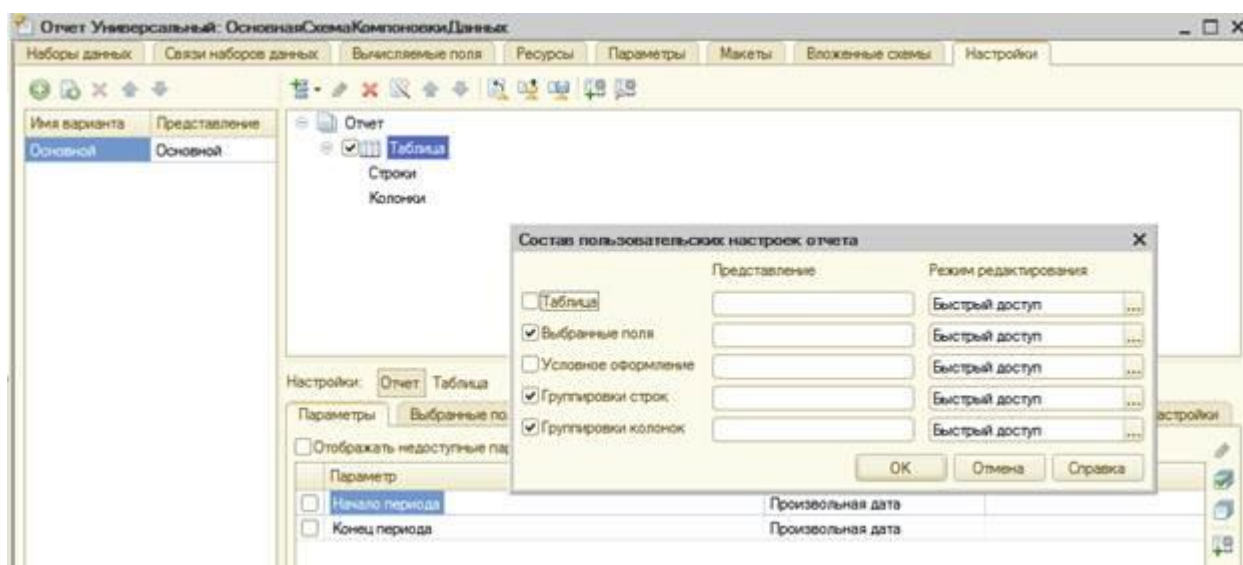 Отчет Универсальный: ОсновнаяСхемаКомпоновкиДанных
Наборы данных Связи наборов данных Вычисляемые поля Ресурсы Параметры Макеты Вложенные схемы Настройки
Имя варианта Представление
Основной Основной
Отчет
Таблица
Строки
Колонки
Состав пользовательских настроек отчета
Представление Режим редактирования
Таблица Быстрый доступ ...
Выбранные поля Быстрый доступ ...
Условное оформление Быстрый доступ ...
Группировки строк Быстрый доступ ...
Группировки колонок Быстрый доступ ...
OK Отмена Справка
Настройки: Отчет Таблица
Параметры Выбранные по астройки
Отображать недоступные пар
Параметр
Начало периода Произвольная дата
Конец периода Произвольная дата